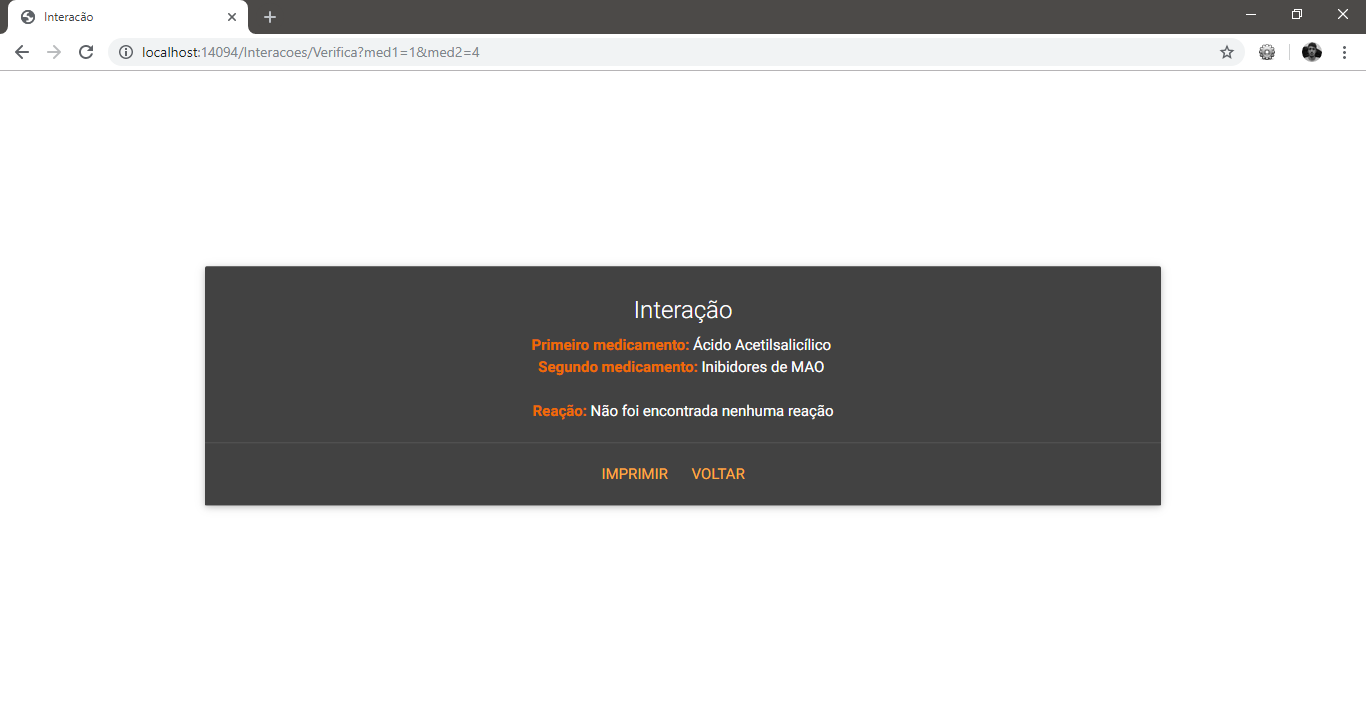 Interacão
localhost:14094/Interacoes/Verifica?med1=1&med2=4
Interação
Primeiro medicamento: Ácido Acetilsalicílico
Segundo medicamento: Inibidores de MAO
Reação: Não foi encontrada nenhuma reação
IMPRIMIR VOLTAR